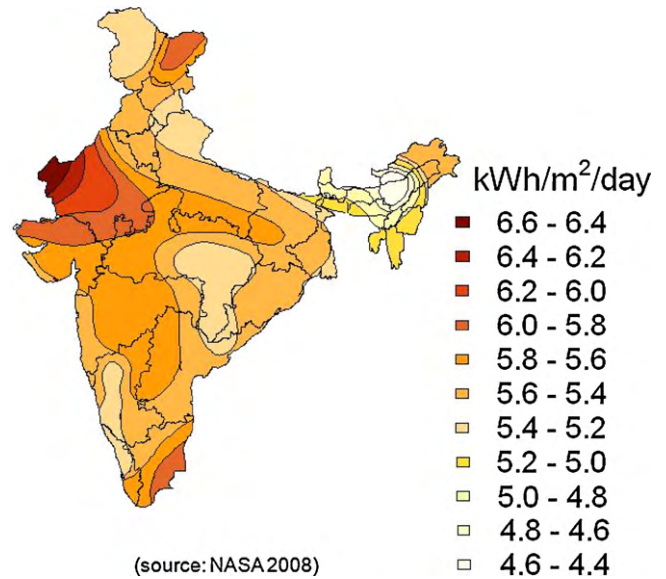 kWh/m²/day
6.6 - 6.4
6.4 - 6.2
6.2 - 6.0
6.0 - 5.8
5.8 - 5.6
5.6 - 5.4
5.4 - 5.2
5.2 - 5.0
5.0 - 4.8
4.8 - 4.6
4.6 - 4.4
(source: NASA 2008)